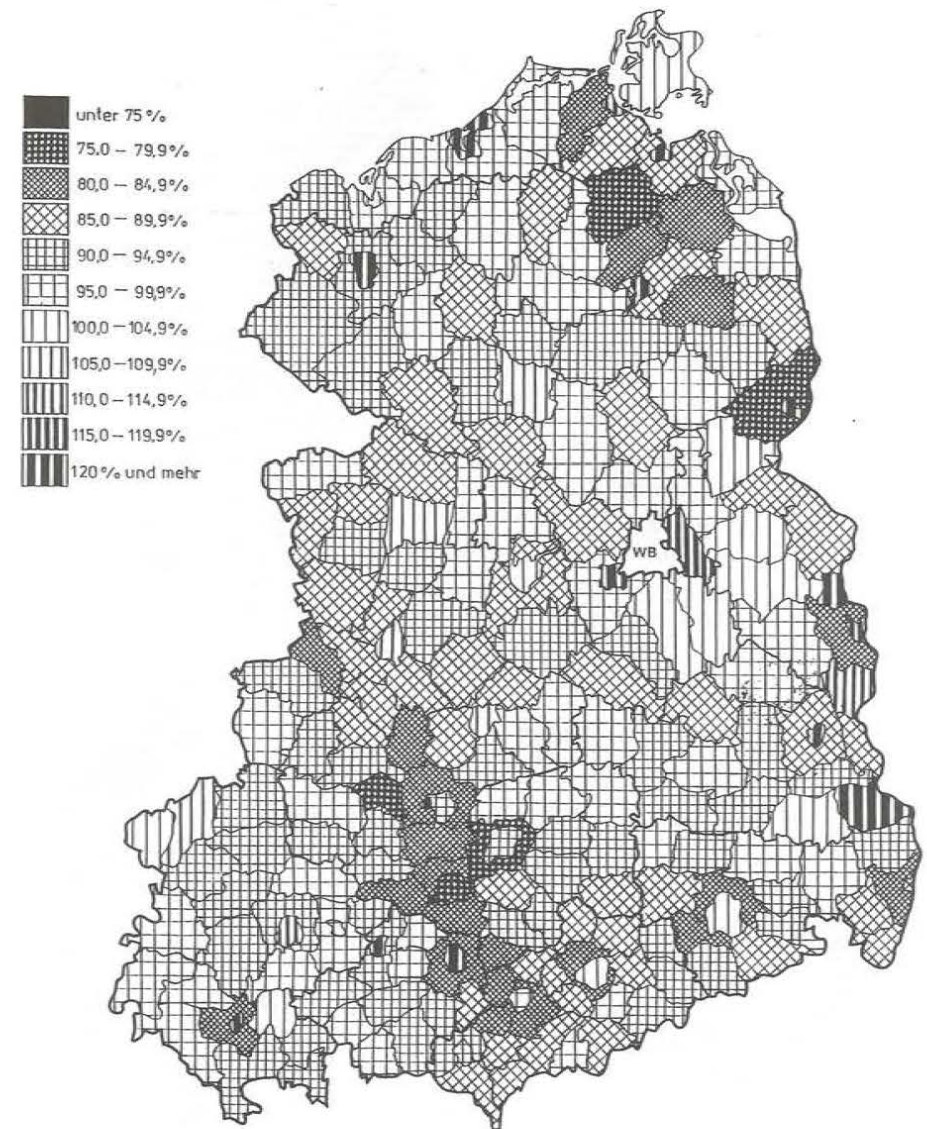 unter 75 %
75.0 – 79,9 %
80,0 – 84,9 %
85,0 – 89,9 %
90,0 – 94,9 %
95,0 – 99,9 %
100,0 – 104,9 %
105,0 – 109,9 %
110,0 – 114,9 %
115,0 – 119,9 %
120 % und mehr
WB